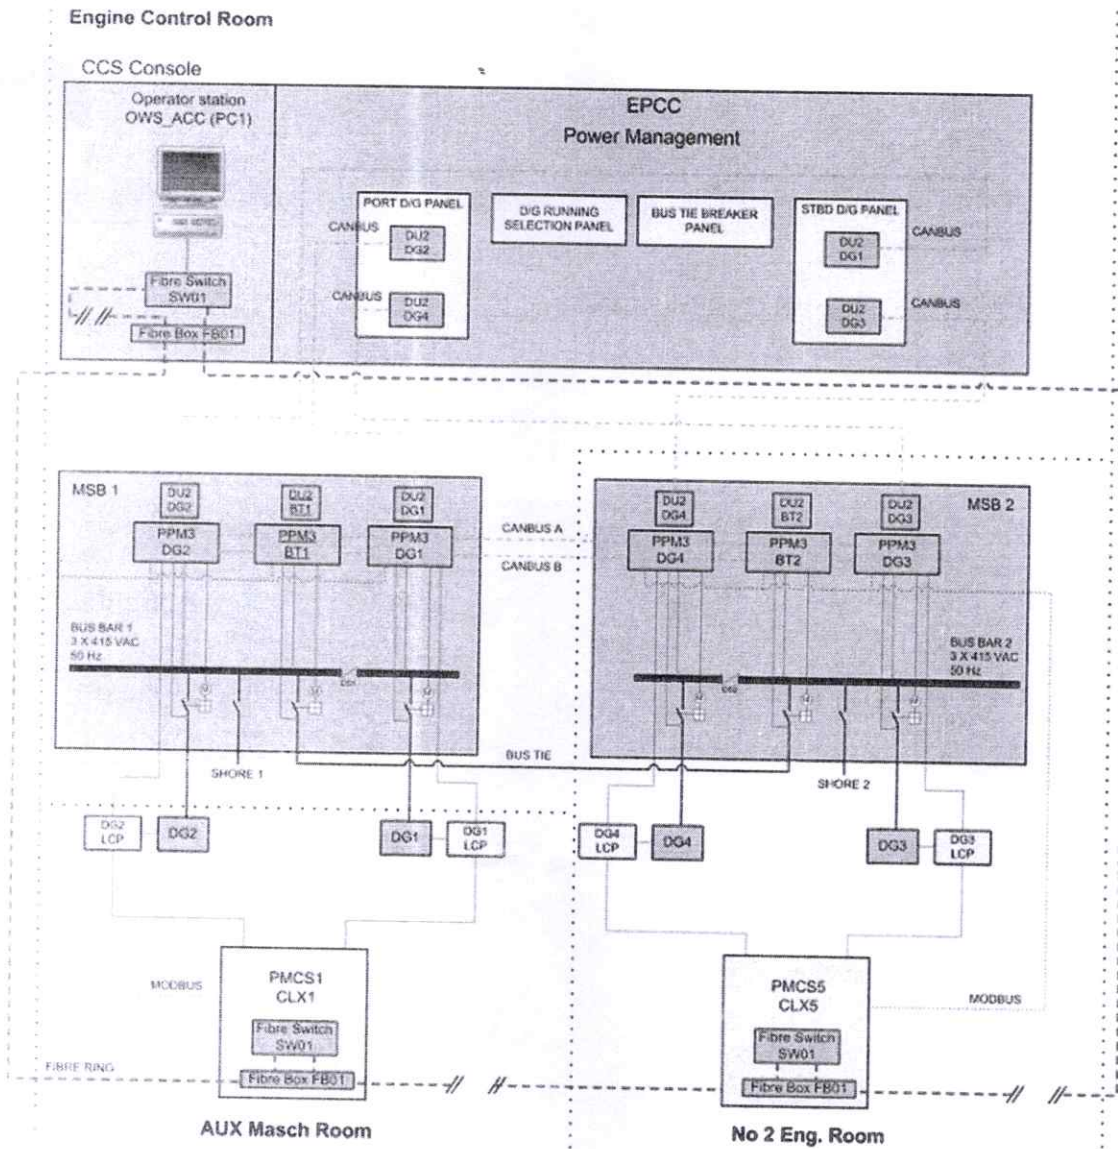 Engine Control Room
CCS Console
Operator station
OWS_ACC (PC1)
EPCC
Power Management
PORT D/G PANEL
D/G RUNNING
SELECTION PANEL
BUS TIE BREAKER
PANEL
STBD D/G PANEL
CANBUS
DU2
DG2
DU2
DG1
CANBUS
Fibre Switch
SW01
CANBUS
DU2
DG4
DU2
DG3
CANBUS
Fibre Box FB01
MSB 1
DU2
DG2
DU2
BT1
DU2
DG1
PPM3
DG2
PPM3
BT1
PPM3
DG1
CANBUS A
CANBUS B
DU2
DG4
DU2
BT2
DU2
DG3
MSB 2
PPM3
DG4
PPM3
BT2
PPM3
DG3
BUS BAR 1
3 X 415 VAC
50 Hz
BUS BAR 2
3 X 415 VAC
50 Hz
SHORE 1
BUS TIE
SHORE 2
DG2
LCP
DG2
DG1
DG1
LCP
DG4
LCP
DG4
DG3
DG3
LCP
MODBUS
PMCS1
CLX1
PMCS5
CLX5
MODBUS
Fibre Switch
SW01
Fibre Switch
SW01
FIBRE RING
Fibre Box FB01
Fibre Box FB01
AUX Masch Room
No 2 Eng. Room